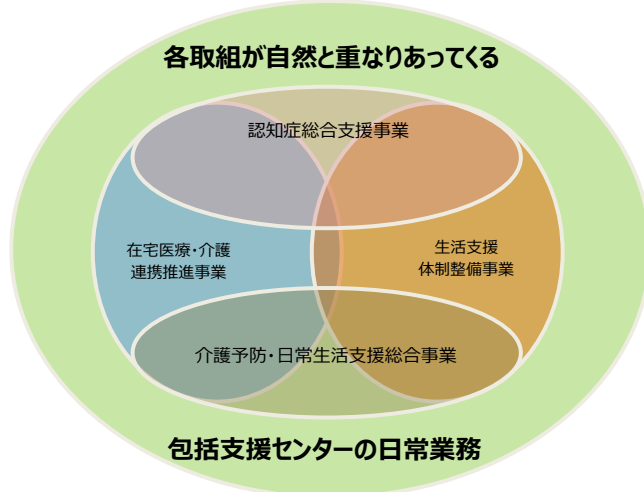 各取組が自然と重なりあってくる
認知症総合支援事業
在宅医療・介護
連携推進事業
生活支援
体制整備事業
介護予防・日常生活支援総合事業
包括支援センターの日常業務